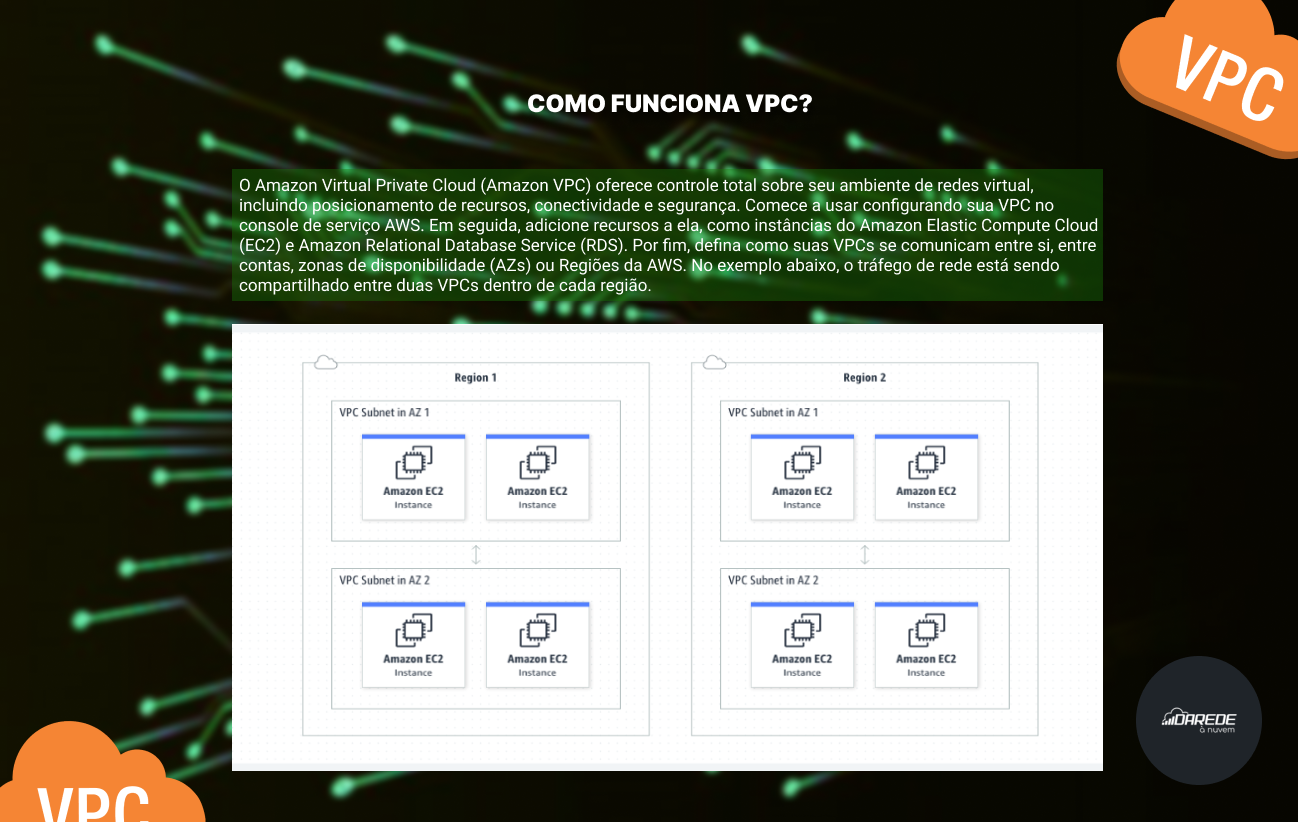 VPC
COMO FUNCIONA VPC?
O Amazon Virtual Private Cloud (Amazon VPC) oferece controle total sobre seu ambiente de redes virtual,
incluindo posicionamento de recursos, conectividade e segurança. Comece a usar configurando sua VPC no
console de serviço AWS. Em seguida, adicione recursos a ela, como instâncias do Amazon Elastic Compute Cloud
(EC2) e Amazon Relational Database Service (RDS). Por fim, defina como suas VPCs se comunicam entre si, entre
contas, zonas de disponibilidade (AZs) ou Regiões da AWS. No exemplo abaixo, o tráfego de rede está sendo
compartilhado entre duas VPCs dentro de cada região.
Region 1
VPC Subnet in AZ 1
Amazon EC2
Instance
Amazon EC2
Instance
VPC Subnet in AZ 2
Amazon EC2
Instance
Amazon EC2
Instance
Region 2
VPC Subnet in AZ 1
Amazon EC2
Instance
Amazon EC2
Instance
VPC Subnet in AZ 2
Amazon EC2
Instance
Amazon EC2
Instance
DAREDE
à nuvem
VPC